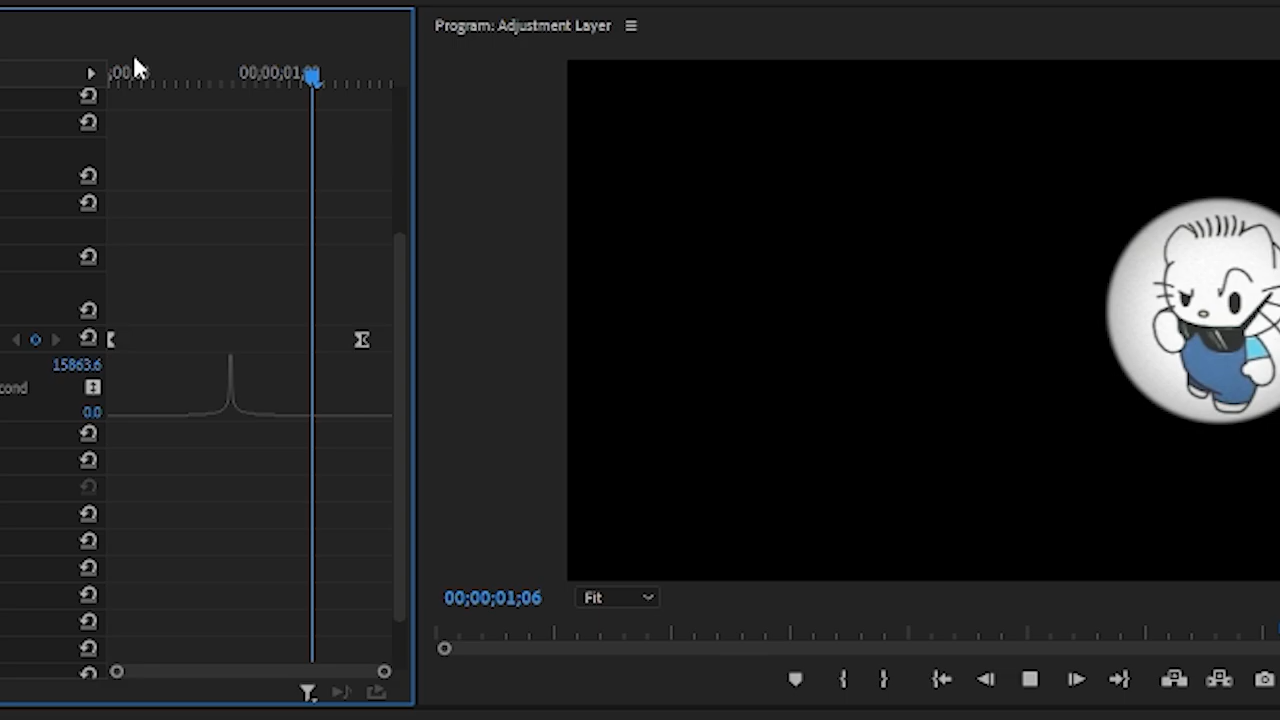 Program: Adjustment Layer
00;00;01;
15863.6
cond
0.0
00;00;01;06
Fit